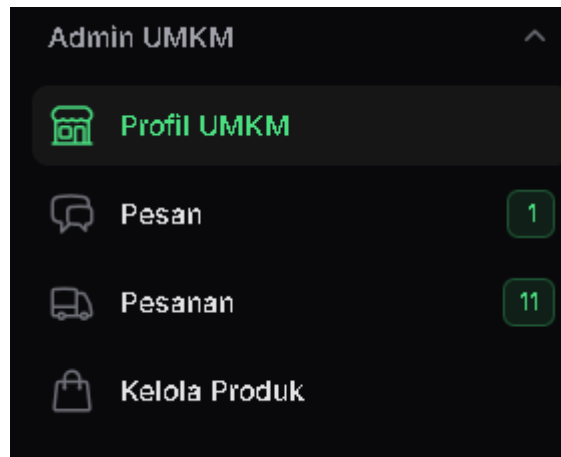 Admin UMKM
Profil UMKM
Pesan 1
Pesanan 11
Kelola Produk